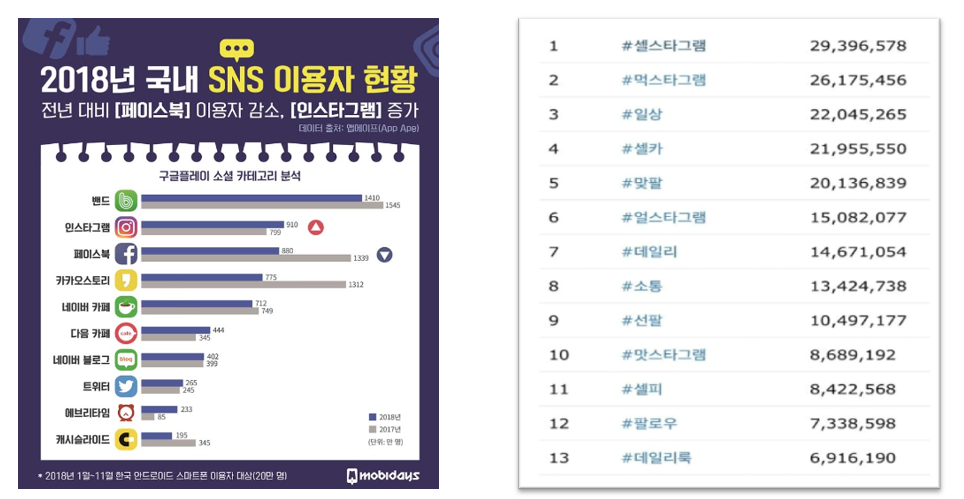 2018년 국내 SNS 이용자 현황
전년 대비 [페이스북] 이용자 감소, [인스타그램] 증가
데이터 출처: 앱에이프(App Ape)
구글플레이 소셜 카테고리 분석
밴드 1410
1545
인스타그램 910
799
페이스북 880
1339
카카오스토리 775
1312
네이버 카페 712
749
다음 카페 cafe 444
345
네이버 블로그 blog 402
399
트위터 265
245
에브리타임 233
85
캐시슬라이드 195
345
2018년
2017년
(단위: 만 명)
* 2018년 1월~11월 한국 안드로이드 스마트폰 이용자 대상(20만 명)
mobidays
1 #셀스타그램 29,396,578
2 #먹스타그램 26,175,456
3 #일상 22,045,265
4 #셀카 21,955,550
5 #맞팔 20,136,839
6 #얼스타그램 15,082,077
7 #데일리 14,671,054
8 #소통 13,424,738
9 #선팔 10,497,177
10 #맛스타그램 8,689,192
11 #셀피 8,422,568
12 #팔로우 7,338,598
13 #데일리룩 6,916,190